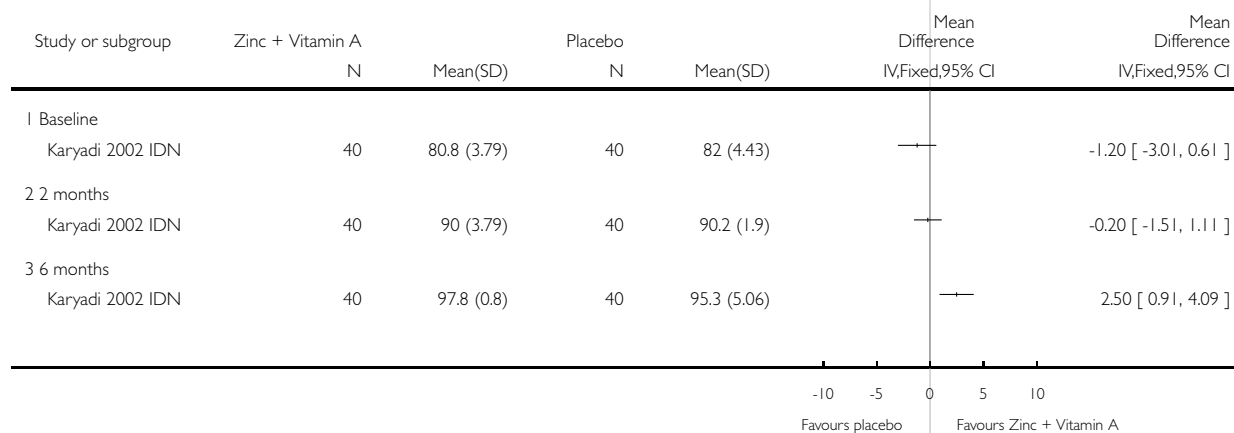 Mean Mean
Study or subgroup Zinc + Vitamin A Placebo Difference Difference
N Mean(SD) N Mean(SD) IV,Fixed,95% CI IV,Fixed,95% CI
1 Baseline
Karyadi 2002 IDN 40 80.8 (3.79) 40 82 (4.43) -1.20 [ -3.01, 0.61 ]
2 2 months
Karyadi 2002 IDN 40 90 (3.79) 40 90.2 (1.9) -0.20 [ -1.51, 1.11 ]
3 6 months
Karyadi 2002 IDN 40 97.8 (0.8) 40 95.3 (5.06) 2.50 [ 0.91, 4.09 ]
-10 -5 0 5 10
Favours placebo Favours Zinc + Vitamin A